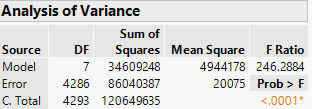 Analysis of Variance
Sum of
Source DF Squares Mean Square F Ratio
Model 7 34609248 4944178 246.2884
Error 4286 86040387 20075 Prob > F
C. Total 4293 120649635 <.0001*